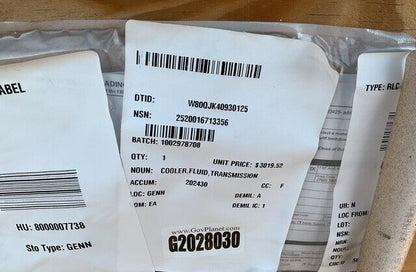 ABEL
HU: 8000007738
Sto Type: GENN
DTID: W80QJK40930125
NSN: 2520016713356
BATCH: 1002978708
QTY: 1 UNIT PRICE: $3019.52
NOUN: COOLER,FLUID,TRANSMISSION
ACCUM: 202430 CC: F
LOC: GENN DEMIL: A
UOM: EA DEMIL IC: 1
www.GovPlanet.com
G2028030
TYPE: RLC
UII: N
LOC FROM:
LOT:
NSN: